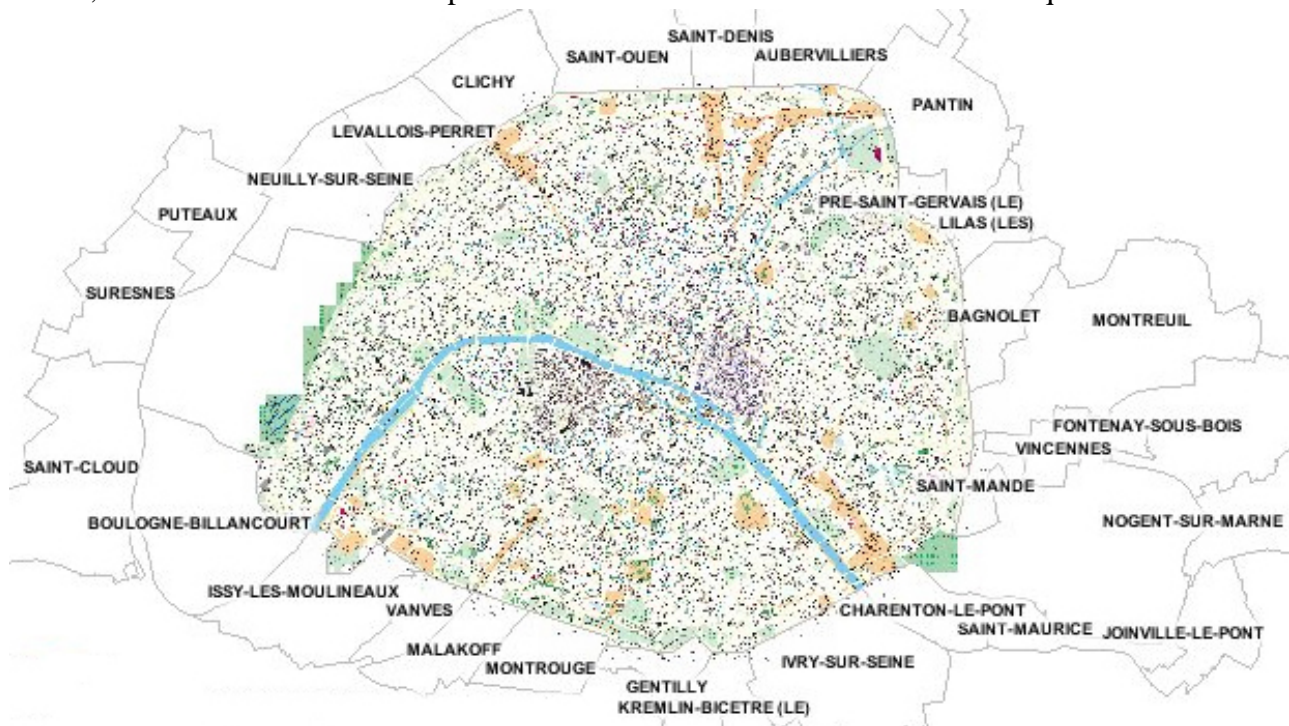 SAINT-DENIS
SAINT-OUEN
AUBERVILLIERS
CLICHY
PANTIN
LEVALLOIS-PERRET
NEUILLY-SUR-SEINE
PRE-SAINT-GERVAIS (LE)
PUTEAUX
LILAS (LES)
SURESNES
BAGNOLET
MONTREUIL
FONTENAY-SOUS-BOIS
VINCENNES
SAINT-CLOUD
SAINT-MANDE
BOULOGNE-BILLANCOURT
NOGENT-SUR-MARNE
ISSY-LES-MOULINEAUX
VANVES
CHARENTON-LE-PONT
SAINT-MAURICE
JOINVILLE-LE-PONT
MALAKOFF
MONTROUGE
IVRY-SUR-SEINE
GENTILLY
KREMLIN-BICETRE (LE)